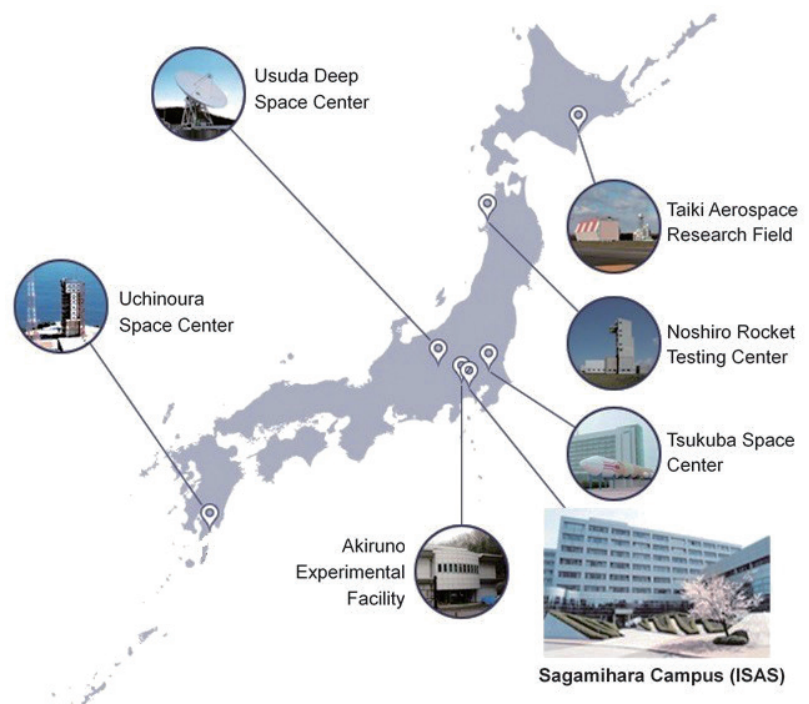 Usuda Deep
Space Center
Taiki Aerospace
Research Field
Uchinoura
Space Center
Noshiro Rocket
Testing Center
Tsukuba Space
Center
Akiruno
Experimental
Facility
Sagamihara Campus (ISAS)